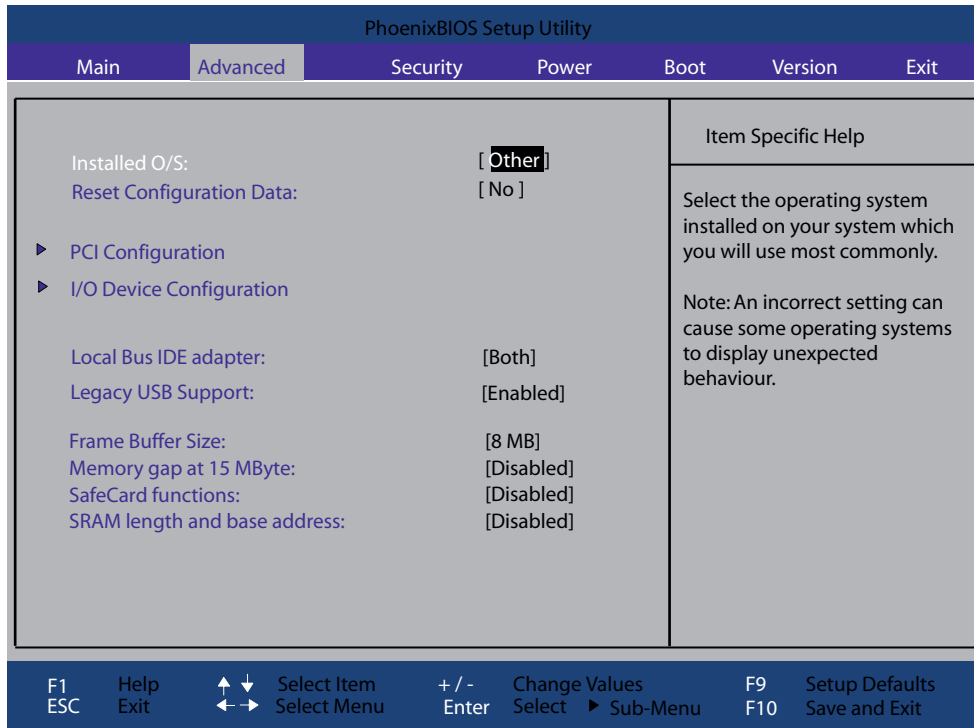 PhoenixBIOS Setup Utility
Main Advanced Security Power Boot Version Exit
Installed O/S: [ Other ]
Reset Configuration Data: [ No ]
PCI Configuration
I/O Device Configuration
Local Bus IDE adapter: [Both]
Legacy USB Support: [Enabled]
Frame Buffer Size: [8 MB]
Memory gap at 15 MByte: [Disabled]
SafeCard functions: [Disabled]
SRAM length and base address: [Disabled]
Item Specific Help
Select the operating system
installed on your system which
you will use most commonly.
Note: An incorrect setting can
cause some operating systems
to display unexpected
behaviour.
F1 Help Select Item + / - Change Values F9 Setup Defaults
ESC Exit Select Menu Enter Select Sub-Menu F10 Save and Exit